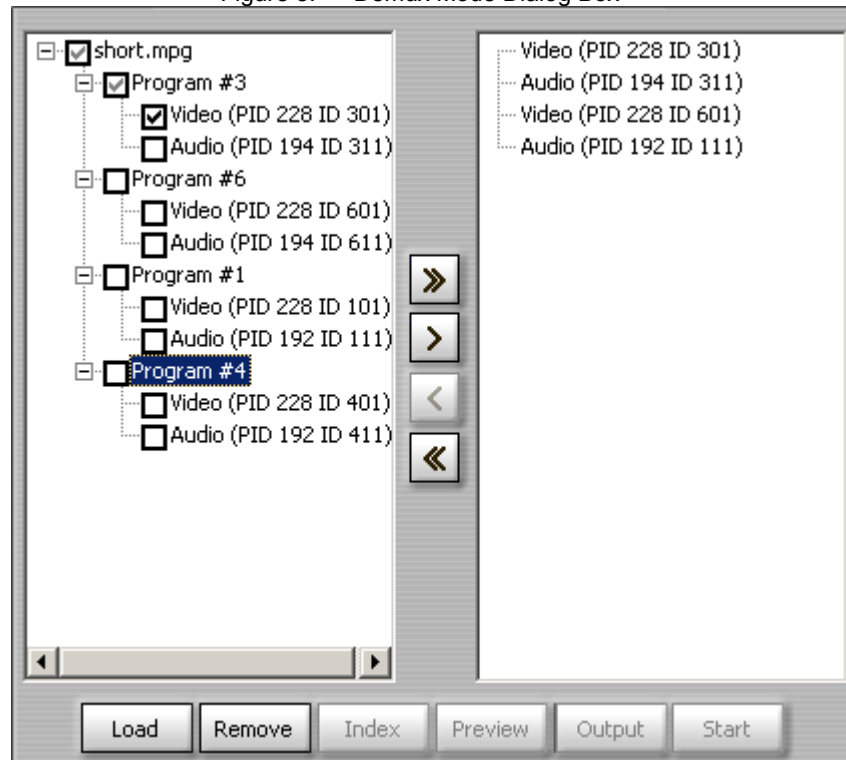 short.mpg
Program #3
Video (PID 228 ID 301)
Audio (PID 194 ID 311)
Program #6
Video (PID 228 ID 601)
Audio (PID 194 ID 611)
Program #1
Video (PID 228 ID 101)
Audio (PID 192 ID 111)
Program #4
Video (PID 228 ID 401)
Audio (PID 192 ID 411)
Video (PID 228 ID 301)
Audio (PID 194 ID 311)
Video (PID 228 ID 601)
Audio (PID 192 ID 111)
Load Remove Index Preview Output Start